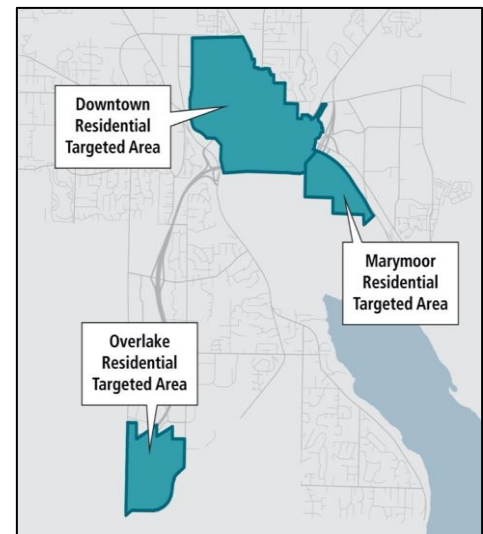 Downtown
Residential
Targeted Area
Marymoor
Residential
Targeted Area
Overlake
Residential
Targeted Area